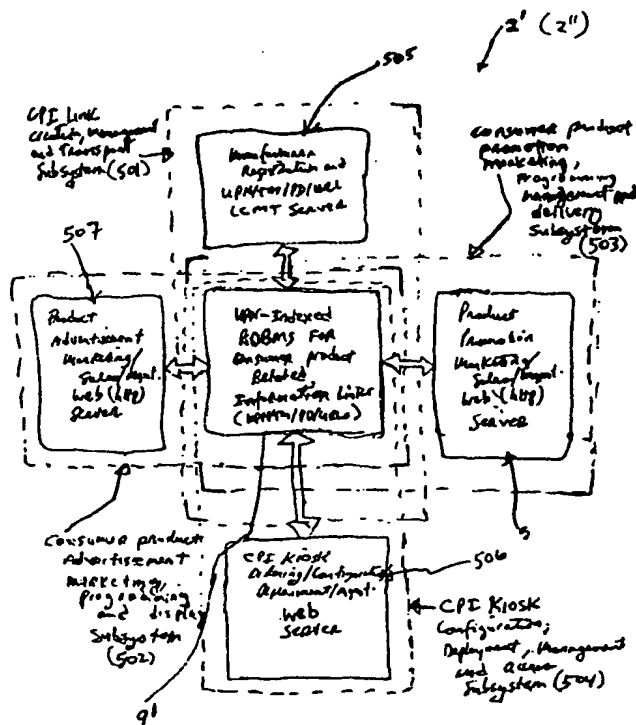 2' (2")
505
CPI Link
Creation, Management
and Transport
Subsystem (501)
Manufacturer
Registration and
UPN/TM/PD/URL
LCMT Server
Consumer product
promotion
marketing,
programming
management and
delivery
Subsystem
(503)
507
Product
Advertisement
Marketing
Sales/Mgmt.
Web (http)
Server
UPN-Indexed
RDBMS For
Consumer product
Related
Information Links
(UPN/TM/PD/URLs)
Product
Promotion
Marketing
Sales/Mgmt.
Web (http)
Server
Consumer product
Advertisement
marketing,
programming
and display
Subsystem
(502)
9'
CPI Kiosk
Ordering/Configuration
Deployment/Mgmt.
Web
Server
506
CPI Kiosk
Configuration,
Deployment, Management
and access
Subsystem (504)